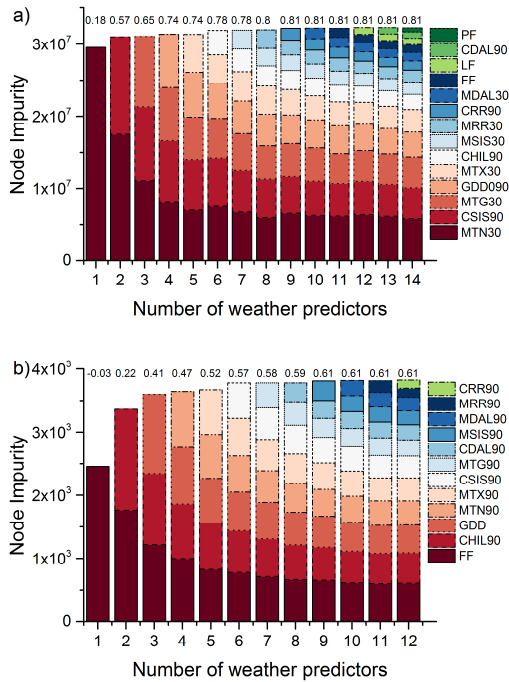 a)
0.18 0.57 0.65 0.74 0.74 0.78 0.78 0.8 0.81 0.81 0.81 0.81 0.81 0.81
3x10⁷
2x10⁷
1x10⁷
0
Node Impurity
1 2 3 4 5 6 7 8 9 10 11 12 13 14
Number of weather predictors
PF
CDAL90
LF
FF
MDAL30
CRR90
MRR30
MSIS30
CHIL90
MTX30
GDD090
MTG30
CSIS90
MTN30
b)
-0.03 0.22 0.41 0.47 0.52 0.57 0.58 0.59 0.61 0.61 0.61 0.61
4x10³
3x10³
2x10³
1x10³
0
Node Impurity
1 2 3 4 5 6 7 8 9 10 11 12
Number of weather predictors
CRR90
MRR90
MDAL90
MSIS90
CDAL90
MTG90
CSIS90
MTX90
MTN90
GDD
CHIL90
FF